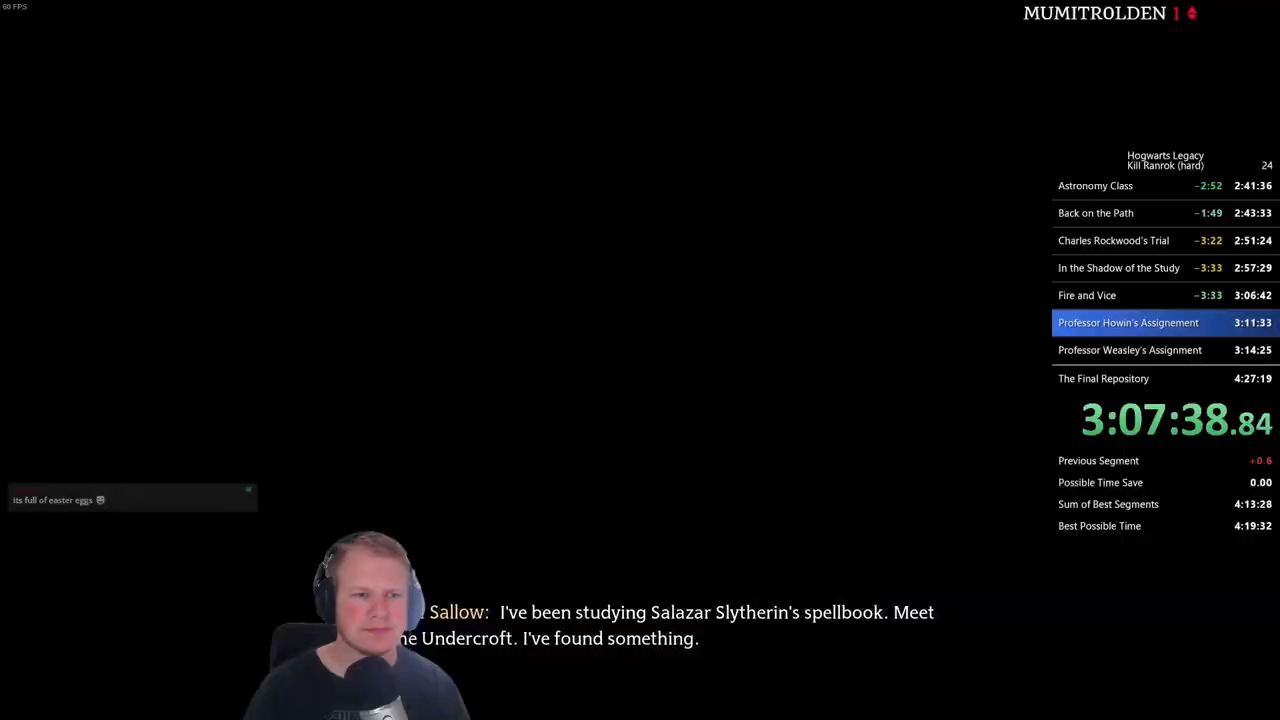 60 FPS
MUMITROLDEN 1
Hogwarts Legacy
Kill Ranrok (hard) 24
Astronomy Class -2:52 2:41:36
Back on the Path -1:49 2:43:33
Charles Rockwood's Trial -3:22 2:51:24
In the Shadow of the Study -3:33 2:57:29
Fire and Vice -3:33 3:06:42
Professor Howin's Assignement 3:11:33
Professor Weasley's Assignment 3:14:25
The Final Repository 4:27:19
3:07:38.84
Previous Segment +0.6
Possible Time Save 0.00
Sum of Best Segments 4:13:28
Best Possible Time 4:19:32
its full of easter eggs
Sallow: I've been studying Salazar Slytherin's spellbook. Meet
Undercroft. I've found something.